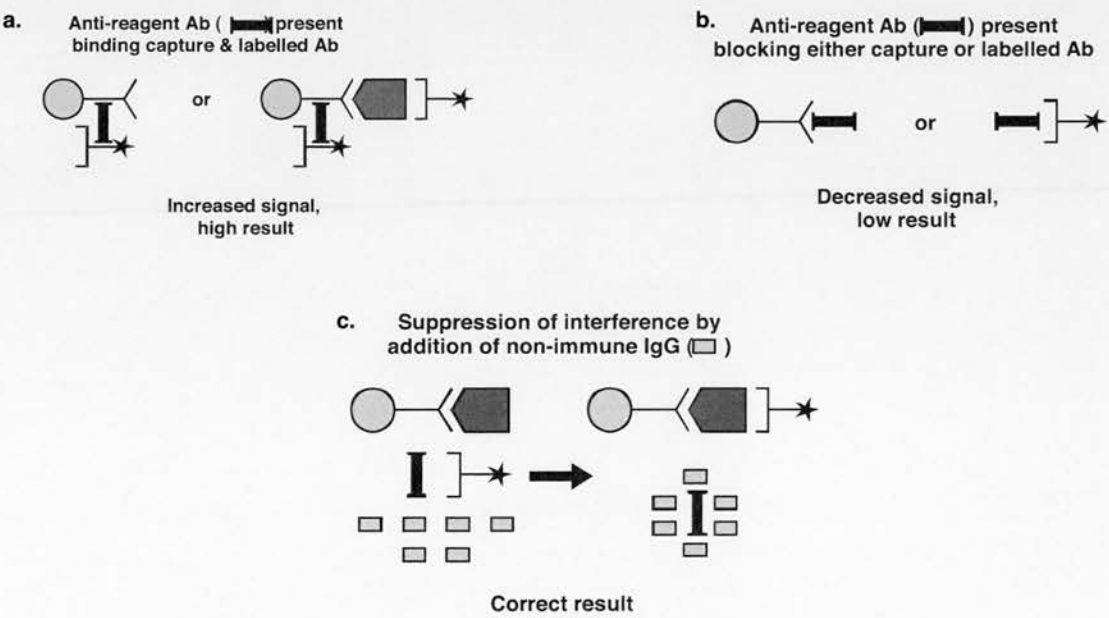 a.
Anti-reagent Ab ( ) present
binding capture & labelled Ab
or
Increased signal,
high result
b.
Anti-reagent Ab ( ) present
blocking either capture or labelled Ab
or
Decreased signal,
low result
c.
Suppression of interference by
addition of non-immune IgG ( )
Correct result